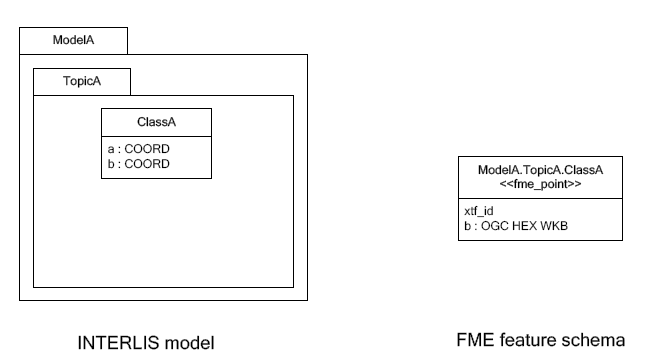 ModelA
TopicA
ClassA
a : COORD
b : COORD
ModelA.TopicA.ClassA
<<fme_point>>
xtf_id
b : OGC HEX WKB
INTERLIS model
FME feature schema